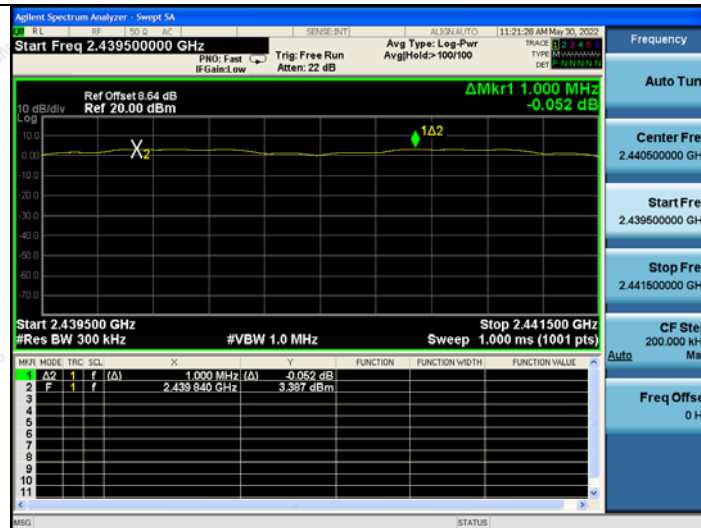 Agilent Spectrum Analyzer - Swept SA
RL RF 50 Ω AC SENSE:INT ALIGN AUTO 11:21:28 AM May 30, 2022
Start Freq 2.439500000 GHz
PNO: Fast
IFGain:Low
Trig: Free Run
Atten: 22 dB
Avg Type: Log-Pwr
Avg|Hold:> 100/100
TRACE 1 2 3 4 5 6
TYPE M
DET P N N N N N
Frequency
Ref Offset 8.64 dB
10 dB/div Ref 20.00 dBm
Log
ΔMkr1 1.000 MHz
-0.052 dB
10.0
0.00
-10.0
-20.0
-30.0
-40.0
-50.0
-60.0
-70.0
X2
1Δ2
Start 2.439500 GHz
#Res BW 300 kHz
#VBW 1.0 MHz
Stop 2.441500 GHz
Sweep 1.000 ms (1001 pts)
MKR MODE TRC SCL X Y FUNCTION FUNCTION WIDTH FUNCTION VALUE
1 Δ2 1 f (Δ) 1.000 MHz (Δ) -0.052 dB
2 F 1 f 2.439 840 GHz 3.387 dBm
3
4
5
6
7
8
9
10
11
MSG STATUS
Auto Tun
Center Fre
2.440500000 GH
Start Fre
2.439500000 GH
Stop Fre
2.441500000 GH
CF Ste
200.000 kH
Auto Ma
Freq Offse
0 H